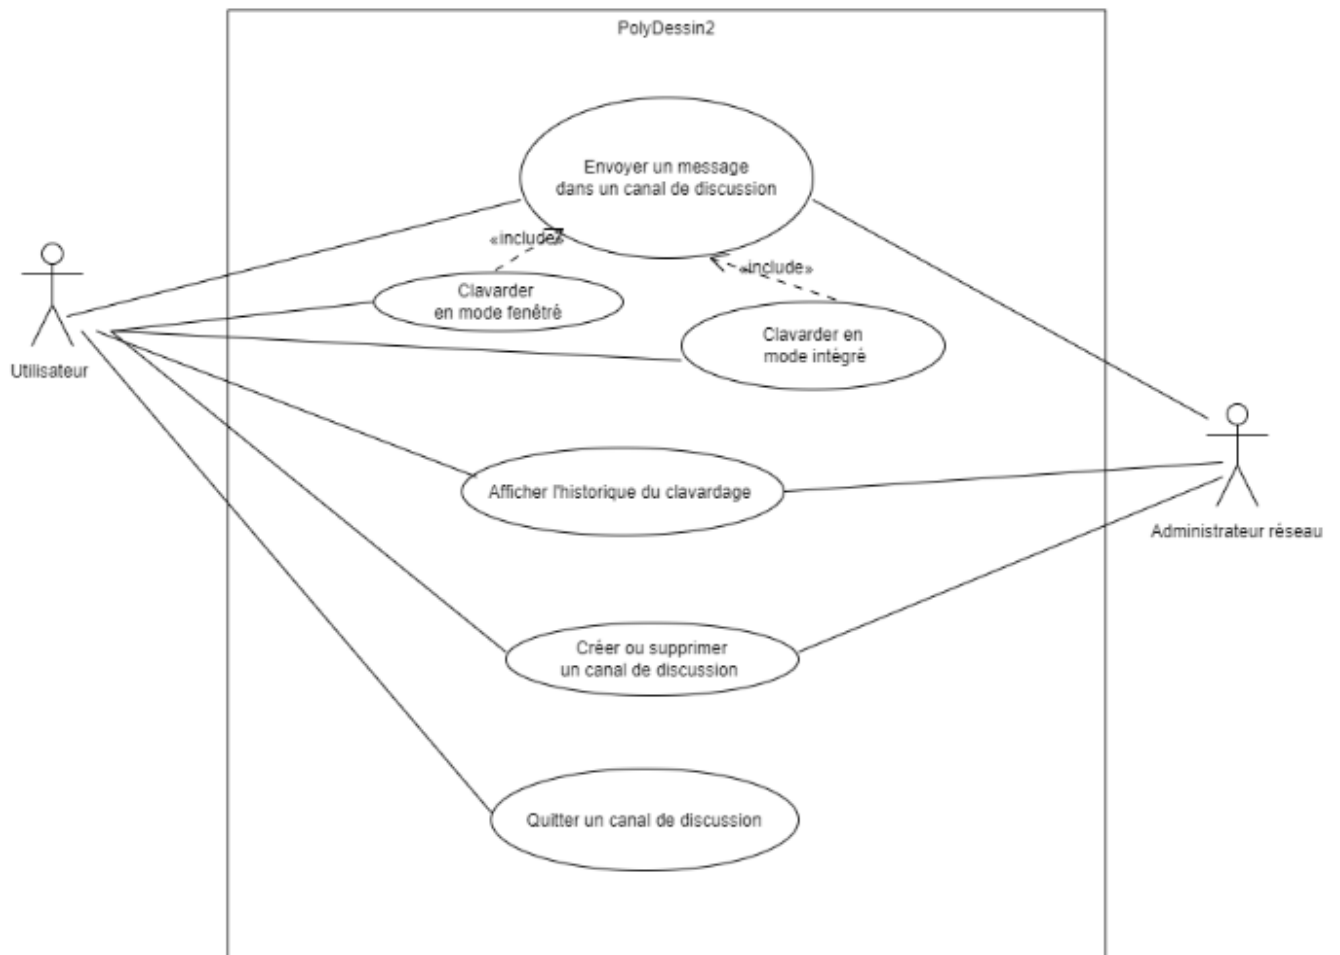 PolyDessin2
Envoyer un message
dans un canal de discussion
«include»
«include»
Clavarder
en mode fenêtré
Clavarder en
mode intégré
Utilisateur
Afficher l'historique du clavardage
Administrateur réseau
Créer ou supprimer
un canal de discussion
Quitter un canal de discussion